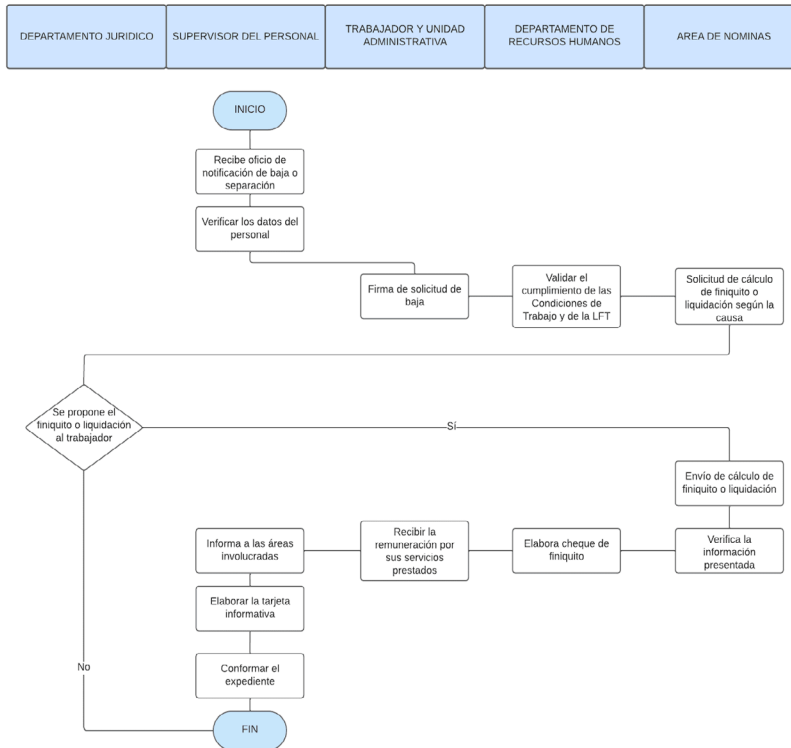 DEPARTAMENTO JURIDICO
SUPERVISOR DEL PERSONAL
TRABAJADOR Y UNIDAD
ADMINISTRATIVA
DEPARTAMENTO DE
RECURSOS HUMANOS
AREA DE NOMINAS
INICIO
Recibe oficio de
notificación de baja o
separación
Verificar los datos del
personal
Firma de solicitud de
baja
Validar el
cumplimiento de las
Condiciones de
Trabajo y de la LFT
Solicitud de cálculo
de finiquito o
liquidación según la
causa
Se propone el
finiquito o liquidación
al trabajador
Sí
Envío de cálculo de
finiquito o liquidación
Verifica la
información
presentada
Elabora cheque de
finiquito
Recibir la
remuneración por
sus servicios
prestados
Informa a las áreas
involucradas
Elaborar la tarjeta
informativa
Conformar el
expediente
No
FIN